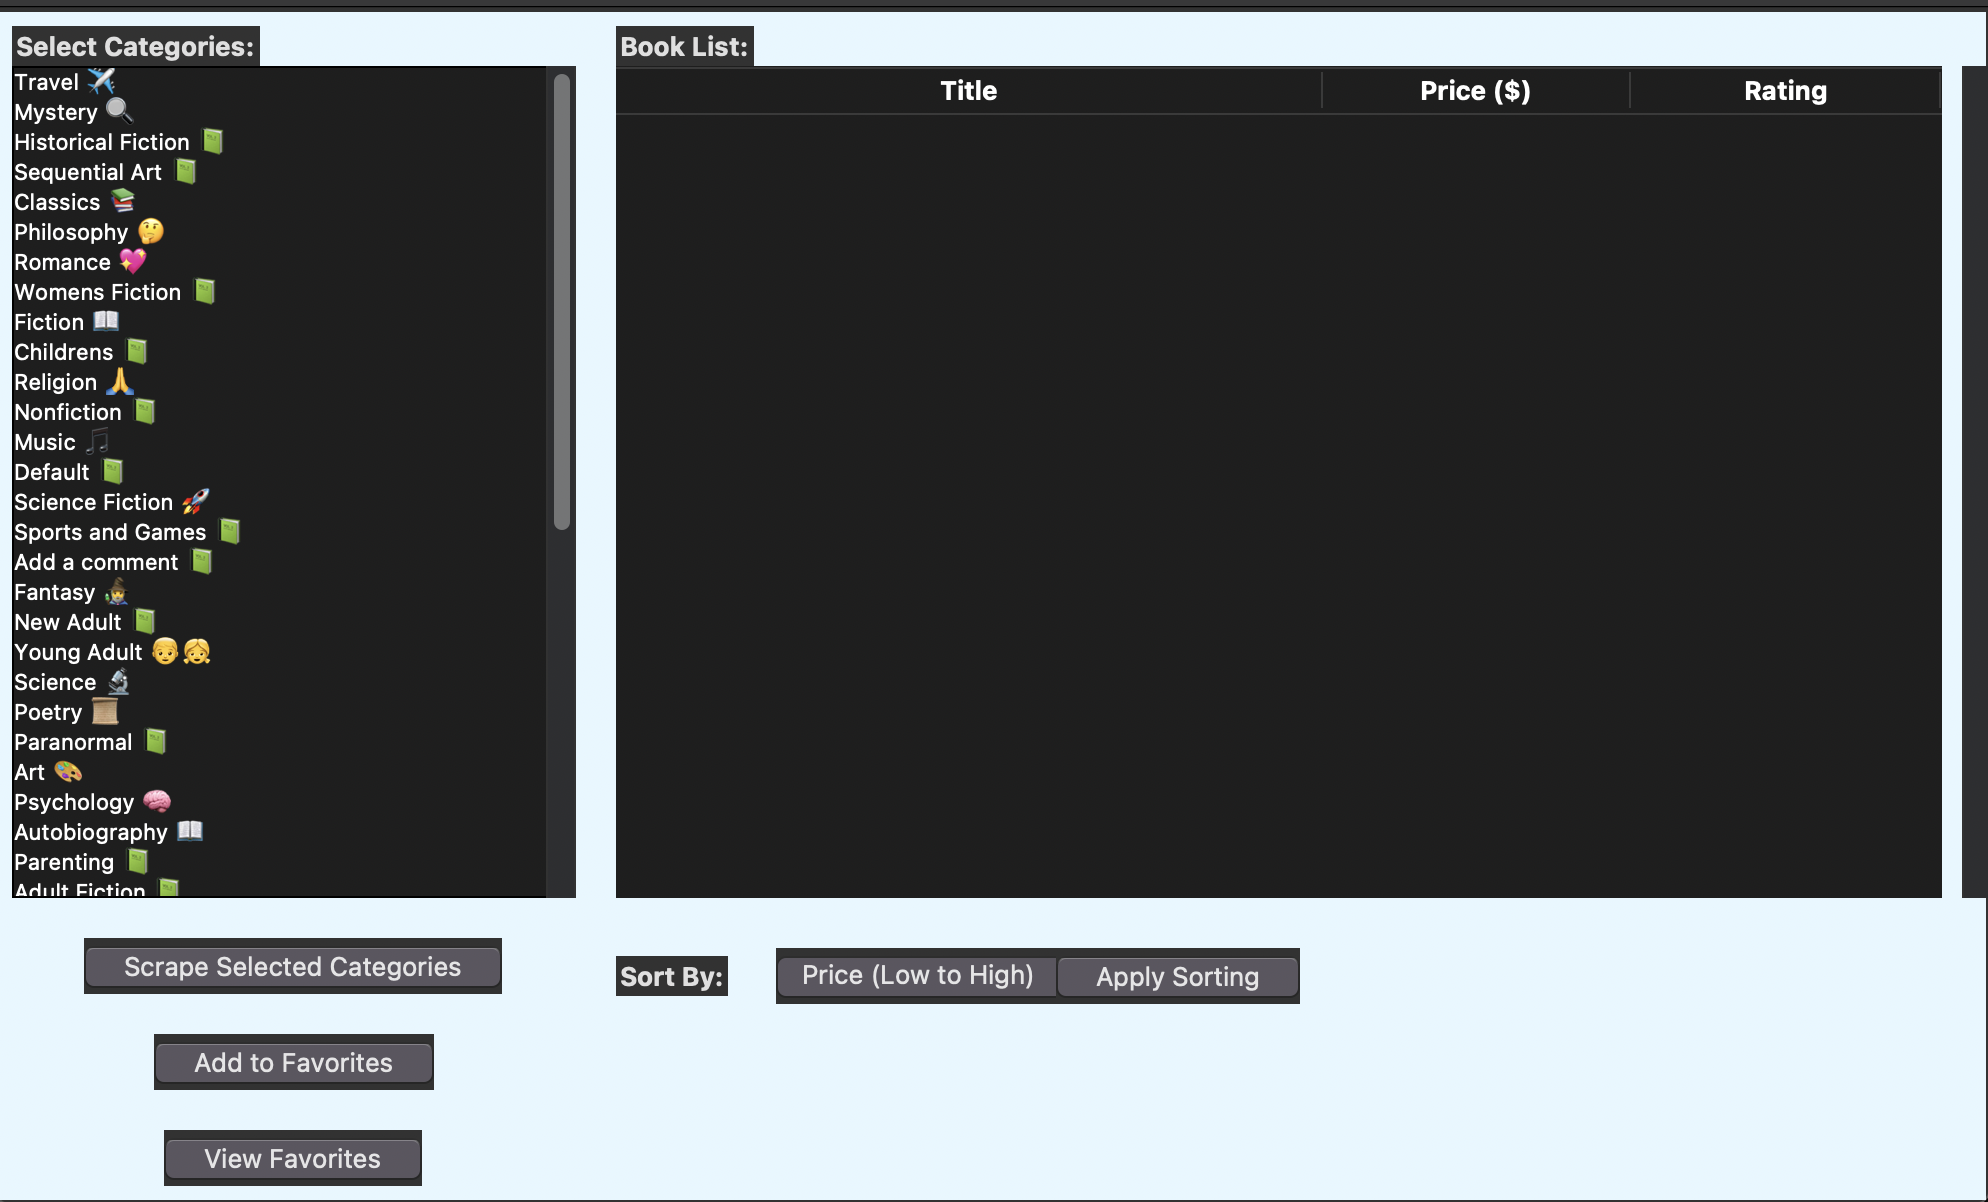 Select Categories:
Travel ✈️
Mystery 🔍
Historical Fiction 📗
Sequential Art 📗
Classics 📚
Philosophy 🤔
Romance 💖
Womens Fiction 📗
Fiction 📖
Childrens 📗
Religion 🙏
Nonfiction 📗
Music 🎵
Default 📗
Science Fiction 🚀
Sports and Games 📗
Add a comment 📗
Fantasy 🧙
New Adult 📗
Young Adult 👦👧
Science 🔬
Poetry 📜
Paranormal 📗
Art 🎨
Psychology 🧠
Autobiography 📖
Parenting 📗
Adult Fiction 📗
Scrape Selected Categories
Add to Favorites
View Favorites
Book List:
Title Price ($) Rating
Sort By: Price (Low to High) Apply Sorting